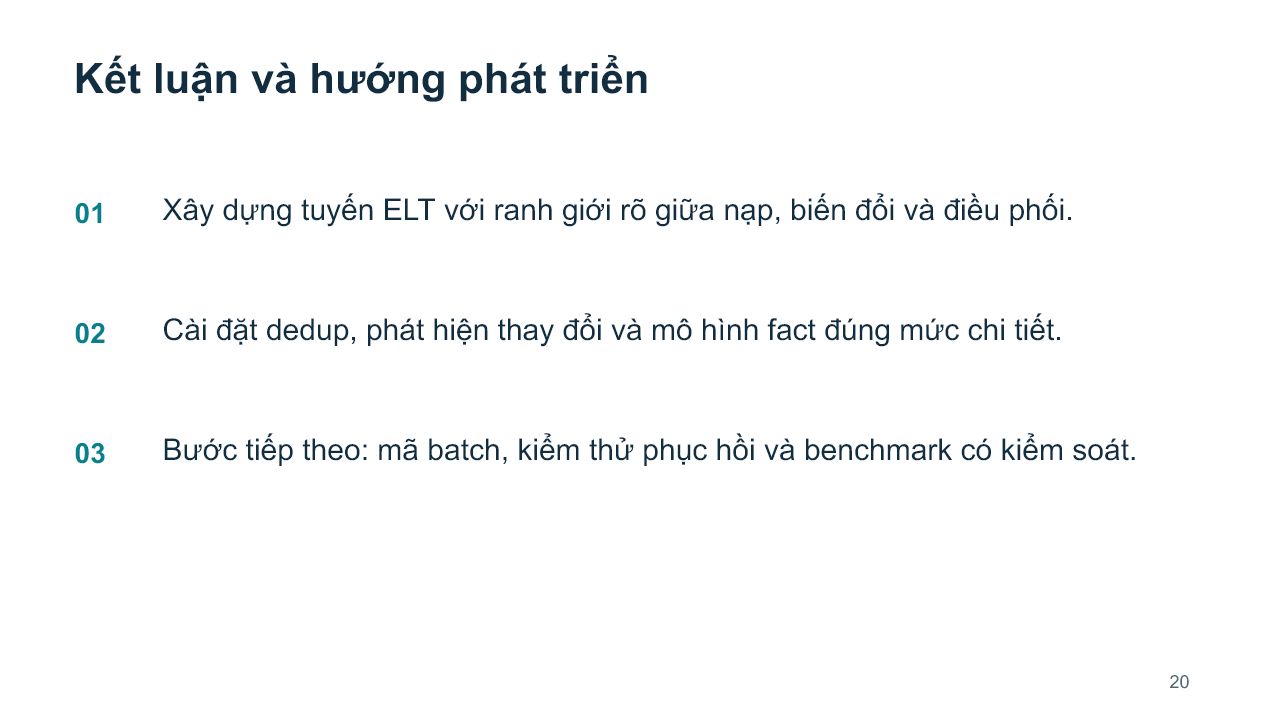 Kết luận và hướng phát triển
01 Xây dựng tuyến ELT với ranh giới rõ giữa nạp, biến đổi và điều phối.
02 Cài đặt dedup, phát hiện thay đổi và mô hình fact đúng mức chi tiết.
03 Bước tiếp theo: mã batch, kiểm thử phục hồi và benchmark có kiểm soát.
20